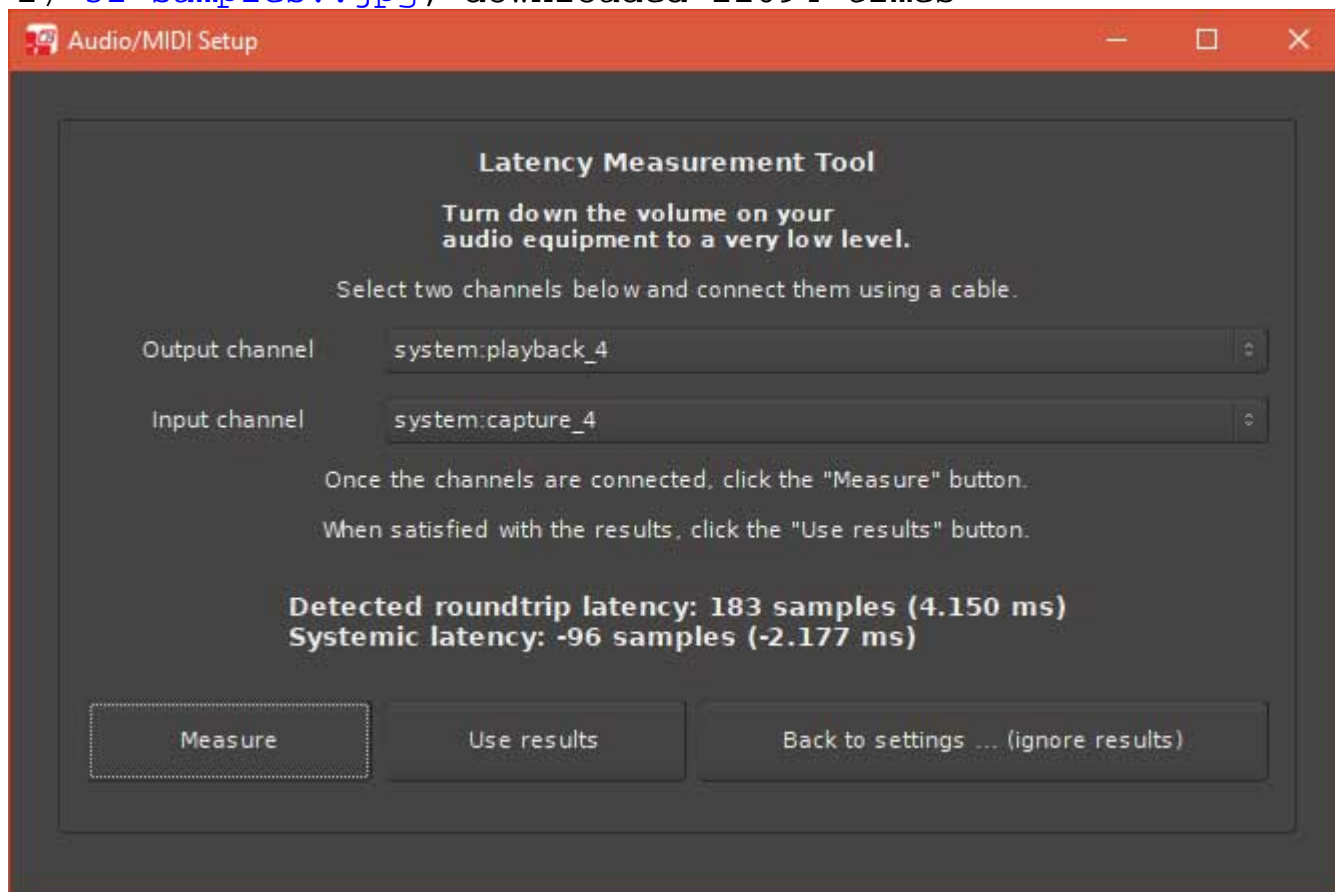 Audio/MIDI Setup
Latency Measurement Tool
Turn down the volume on your
audio equipment to a very low level.
Select two channels below and connect them using a cable.
Output channel system:playback_4
Input channel system:capture_4
Once the channels are connected, click the "Measure" button.
When satisfied with the results, click the "Use results" button.
Detected roundtrip latency: 183 samples (4.150 ms)
Systemic latency: -96 samples (-2.177 ms)
Measure Use results Back to settings ... (ignore results)